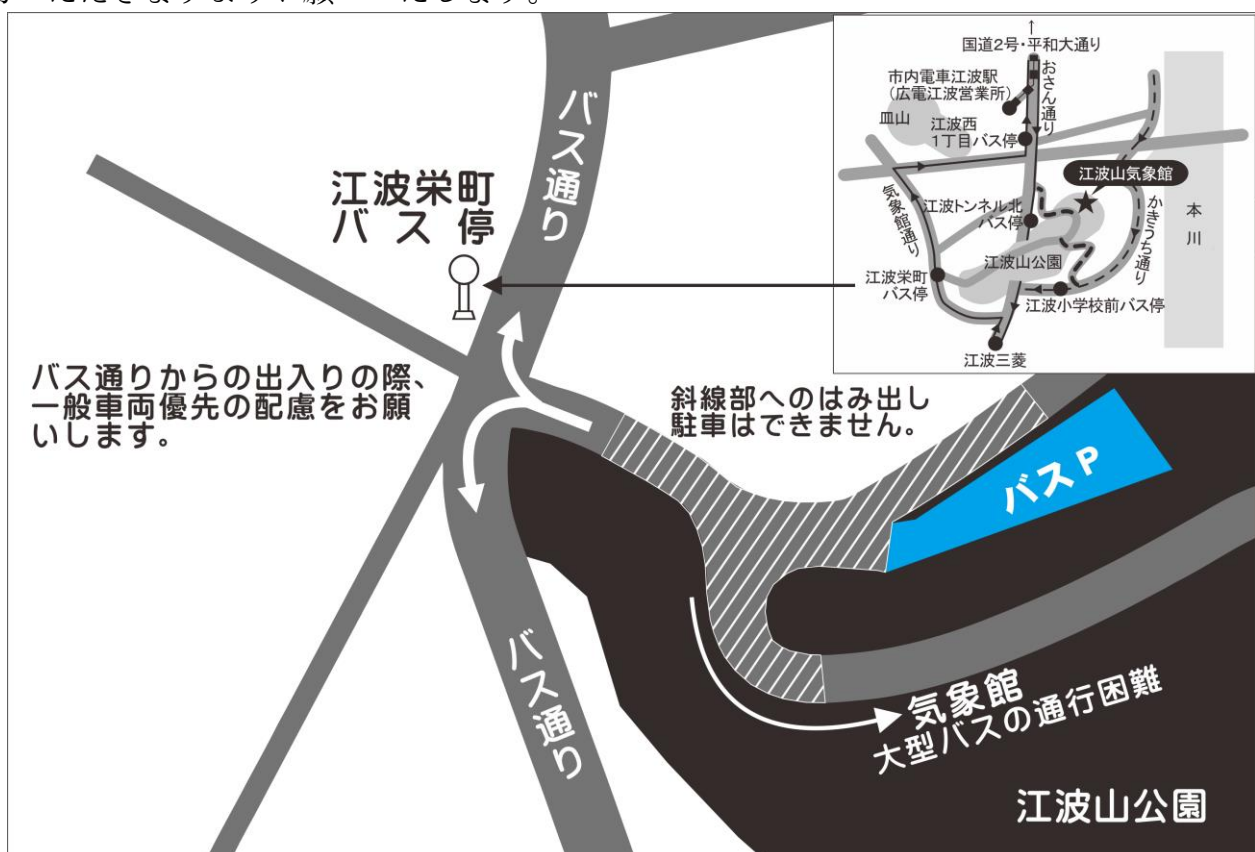 国道2号・平和大通り
市内電車江波駅
(広電江波営業所)
おさん通り
皿山
江波西
1丁目バス停
江波山気象館
気象館通り
江波トンネル北
バス停
かきうち通り
本川
江波山公園
江波栄町
バス停
江波小学校前バス停
江波三菱
バス通り
江波栄町
バス停
バス通りからの出入りの際、
一般車両優先の配慮をお願
いします。
斜線部へのはみ出し
駐車はできません。
バスP
バス通り
気象館
大型バスの通行困難
江波山公園